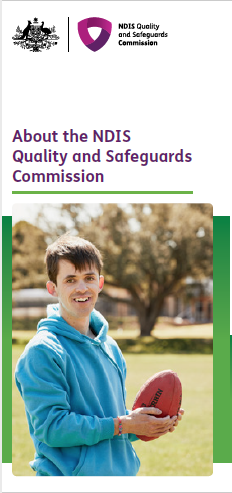 NDIS Quality
and Safeguards
Commission
About the NDIS
Quality and Safeguards
Commission